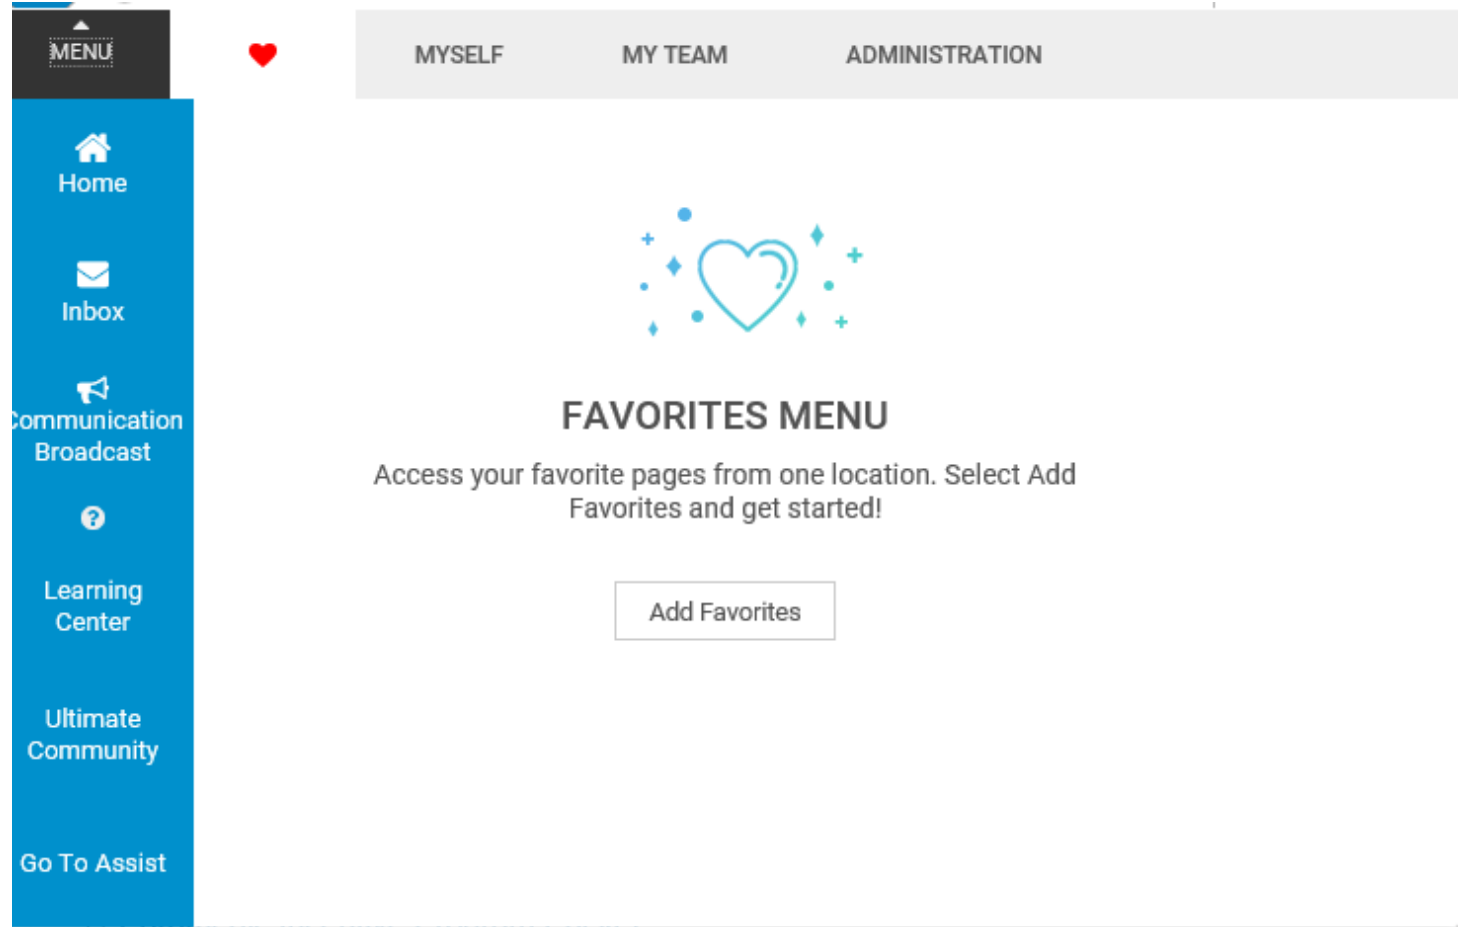 MENU
MYSELF
MY TEAM
ADMINISTRATION
Home
Inbox
ommunication
Broadcast
Learning
Center
Ultimate
Community
Go To Assist
FAVORITES MENU
Access your favorite pages from one location. Select Add
Favorites and get started!
Add Favorites